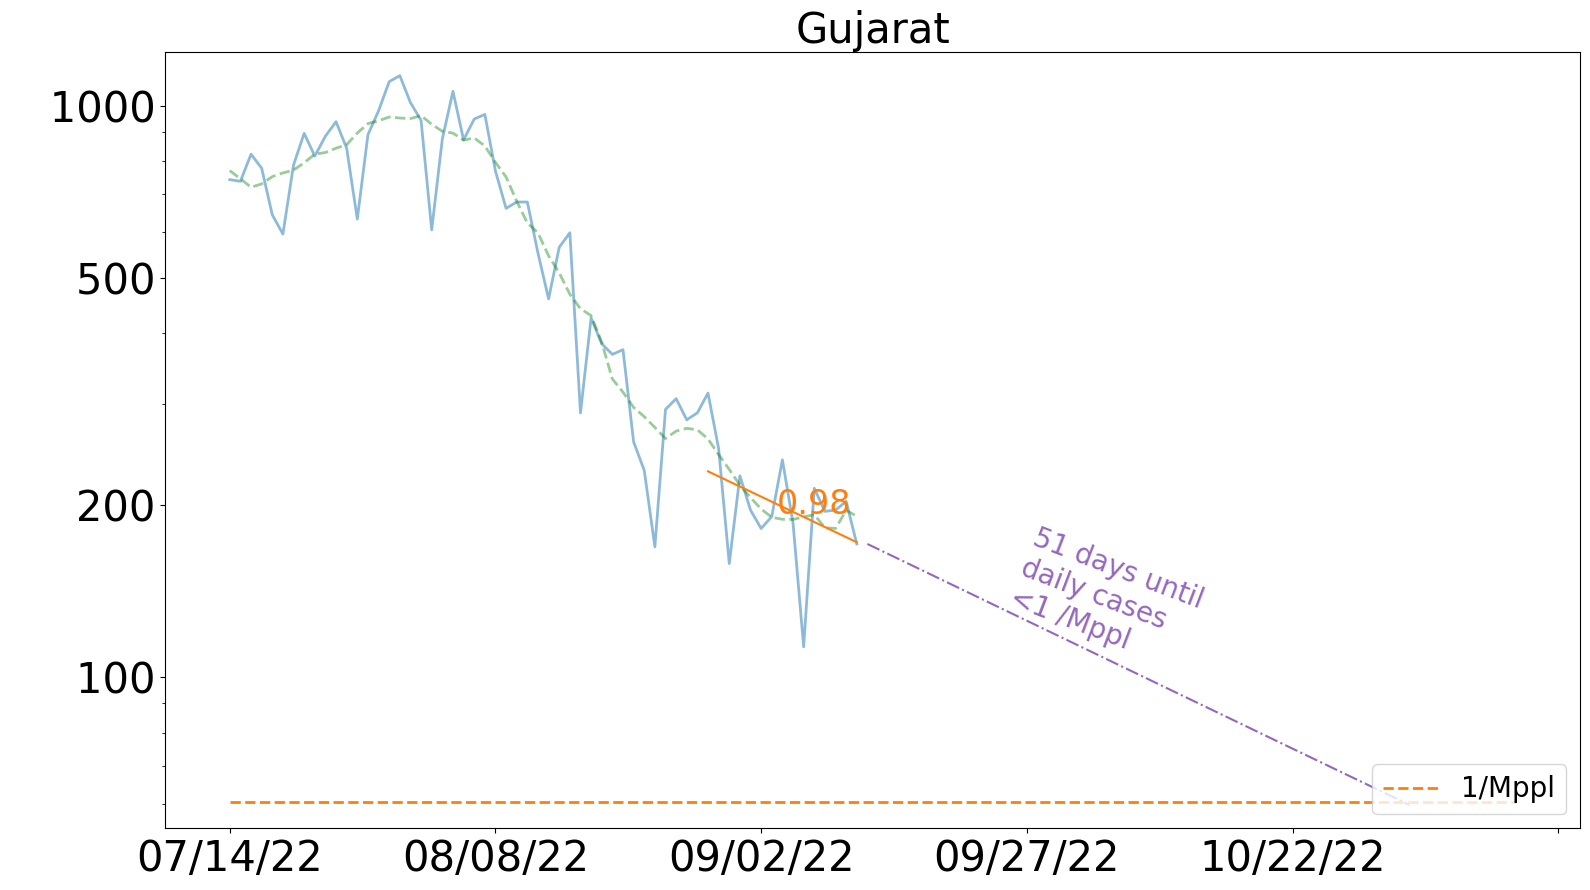 Gujarat
1000
500
200
100
0.98
51 days until
daily cases
<1 /Mppl
1/Mppl
07/14/22 08/08/22 09/02/22 09/27/22 10/22/22